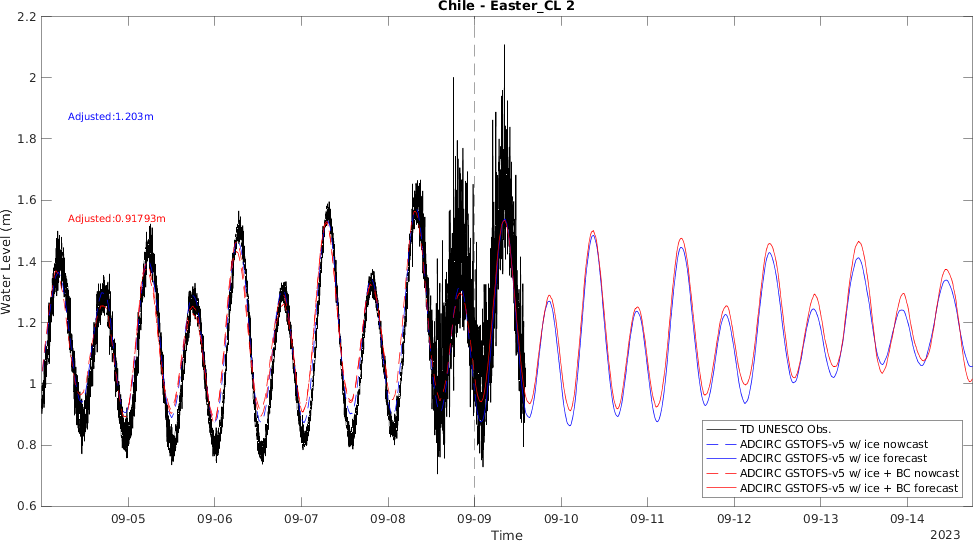 Chile - Easter_CL 2
2.2
2
1.8
1.6
1.4
1.2
1
0.8
0.6
Water Level (m)
Adjusted:1.203m
Adjusted:0.91793m
TD UNESCO Obs.
ADCIRC GSTOFS-v5 w/ ice nowcast
ADCIRC GSTOFS-v5 w/ ice forecast
ADCIRC GSTOFS-v5 w/ ice + BC nowcast
ADCIRC GSTOFS-v5 w/ ice + BC forecast
09-05 09-06 09-07 09-08 09-09 09-10 09-11 09-12 09-13 09-14
Time
2023